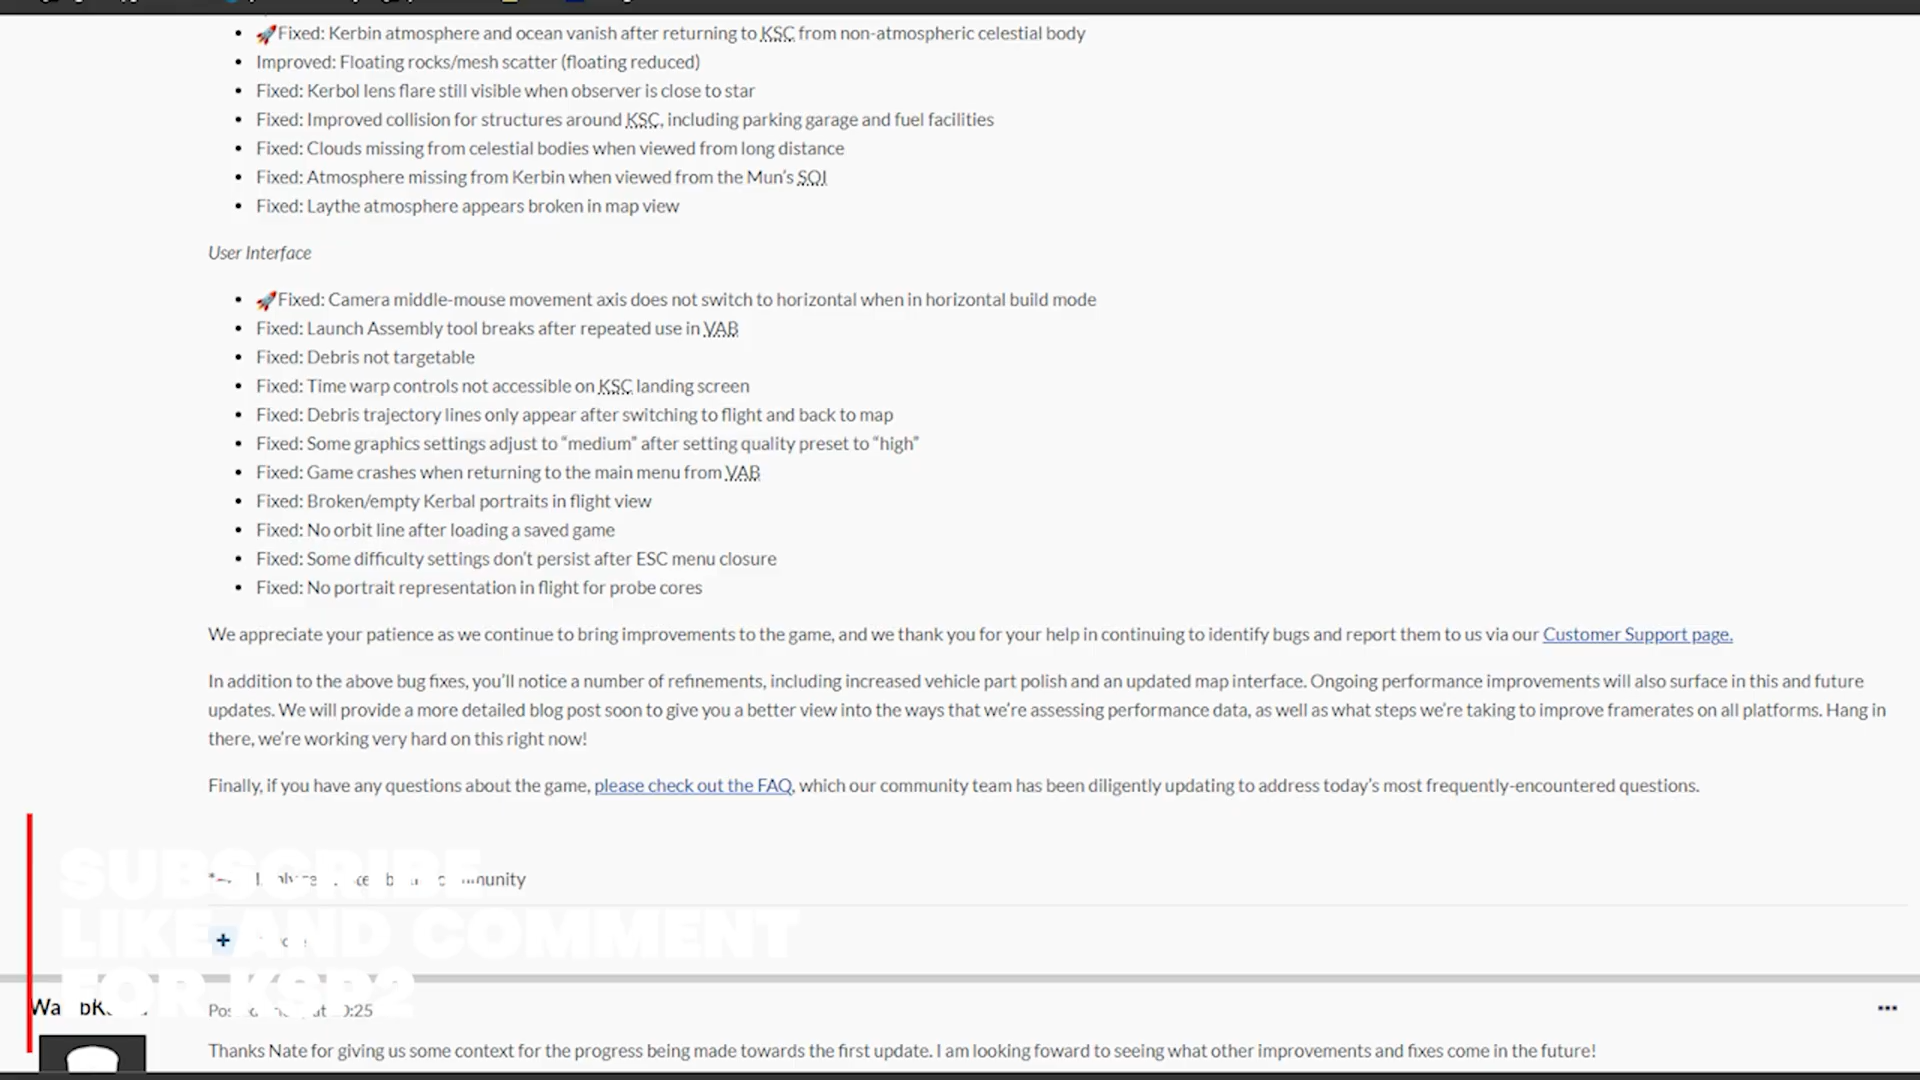 Fixed: Kerbin atmosphere and ocean vanish after returning to KSC from non-atmospheric celestial body
Improved: Floating rocks/mesh scatter (floating reduced)
Fixed: Kerbol lens flare still visible when observer is close to star
Fixed: Improved collision for structures around KSC, including parking garage and fuel facilities
Fixed: Clouds missing from celestial bodies when viewed from long distance
Fixed: Atmosphere missing from Kerbin when viewed from the Mun's SOI
Fixed: Laythe atmosphere appears broken in map view
User Interface
Fixed: Camera middle-mouse movement axis does not switch to horizontal when in horizontal build mode
Fixed: Launch Assembly tool breaks after repeated use in VAB
Fixed: Debris not targetable
Fixed: Time warp controls not accessible on KSC landing screen
Fixed: Debris trajectory lines only appear after switching to flight and back to map
Fixed: Some graphics settings adjust to “medium” after setting quality preset to “high”
Fixed: Game crashes when returning to the main menu from VAB
Fixed: Broken/empty Kerbal portraits in flight view
Fixed: No orbit line after loading a saved game
Fixed: Some difficulty settings don't persist after ESC menu closure
Fixed: No portrait representation in flight for probe cores
We appreciate your patience as we continue to bring improvements to the game, and we thank you for your help in continuing to identify bugs and report them to us via our Customer Support page.
In addition to the above bug fixes, you'll notice a number of refinements, including increased vehicle part polish and an updated map interface. Ongoing performance improvements will also surface in this and future
updates. We will provide a more detailed blog post soon to give you a better view into the ways that we're assessing performance data, as well as what steps we're taking to improve framerates on all platforms. Hang in
there, we're working very hard on this right now!
Finally, if you have any questions about the game, please check out the FAQ, which our community team has been diligently updating to address today's most frequently-encountered questions.
SUBSCRIBE
LIKE AND COMMENT
FOR KSP2
Thanks Nate for giving us some context for the progress being made towards the first update. I am looking foward to seeing what other improvements and fixes come in the future!